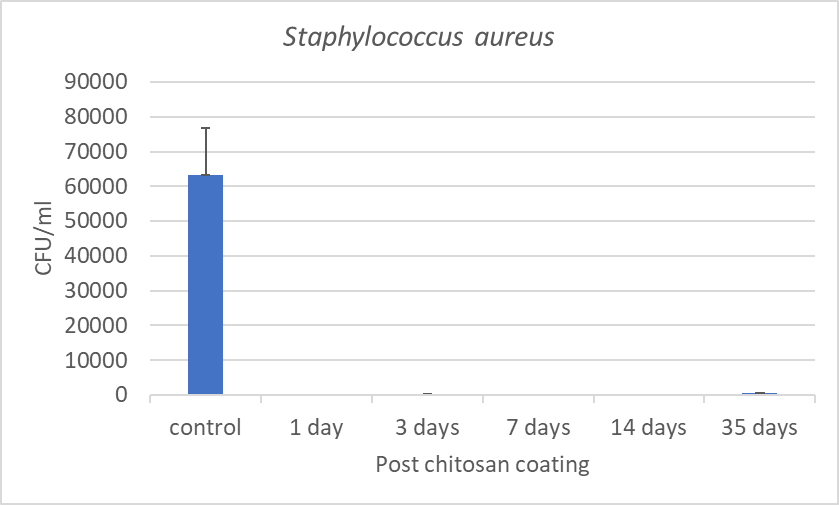 Staphylococcus aureus
90000
80000
70000
60000
50000
40000
30000
20000
10000
0
CFU/ml
control 1 day 3 days 7 days 14 days 35 days
Post chitosan coating